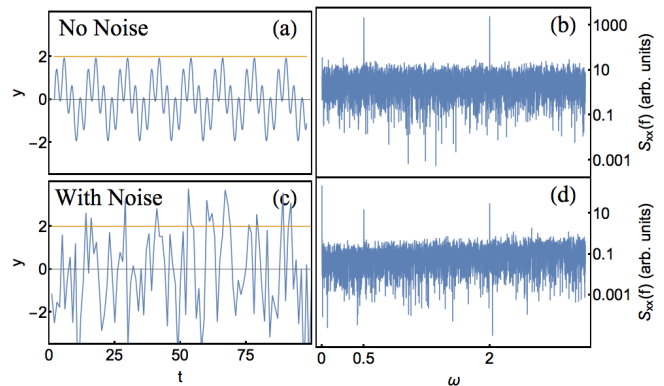 No Noise (a)
2
0
−2
y
(b)
1000
10
0.1
0.001
Sxx(f) (arb. units)
With Noise (c)
2
0
−2
y
0 25 50 75 100
t
(d)
10
0.1
0.001
Sxx(f) (arb. units)
0 0.5 2
ω